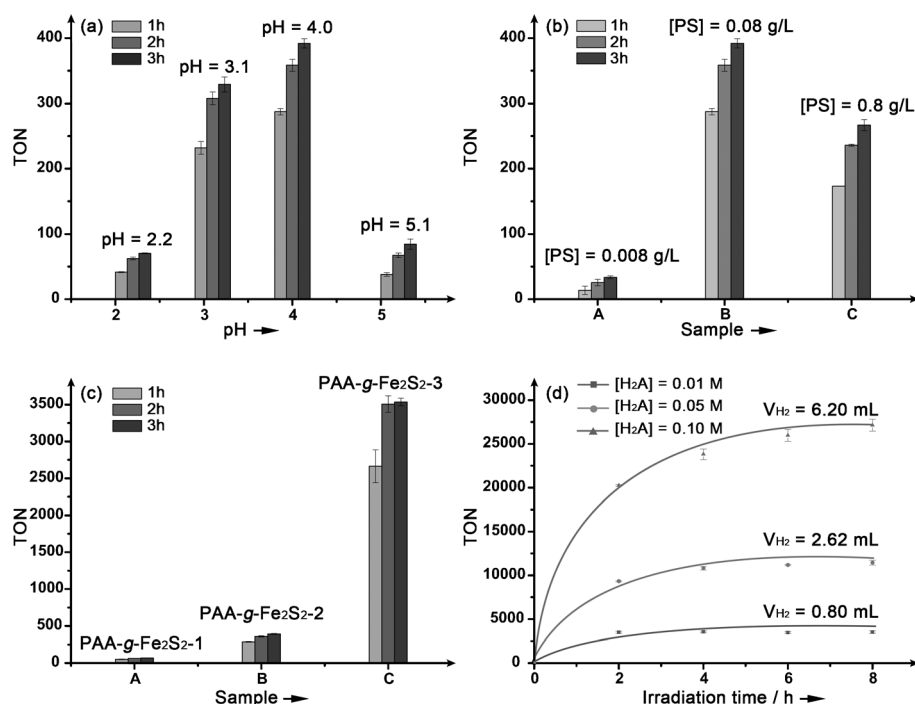 (a)
1h
2h
3h
pH = 2.2
pH = 3.1
pH = 4.0
pH = 5.1
TON
400
300
200
100
0
2 3 4 5
pH →
(b)
1h
2h
3h
[PS] = 0.008 g/L
[PS] = 0.08 g/L
[PS] = 0.8 g/L
TON
400
300
200
100
0
A B C
Sample →
(c)
1h
2h
3h
PAA-g-Fe₂S₂-1
PAA-g-Fe₂S₂-2
PAA-g-Fe₂S₂-3
TON
3500
3000
2500
2000
1500
1000
500
0
A B C
Sample →
(d)
[H₂A] = 0.01 M
[H₂A] = 0.05 M
[H₂A] = 0.10 M
V_H₂ = 6.20 mL
V_H₂ = 2.62 mL
V_H₂ = 0.80 mL
TON
30000
25000
20000
15000
10000
5000
0
0 2 4 6 8
Irradiation time / h →